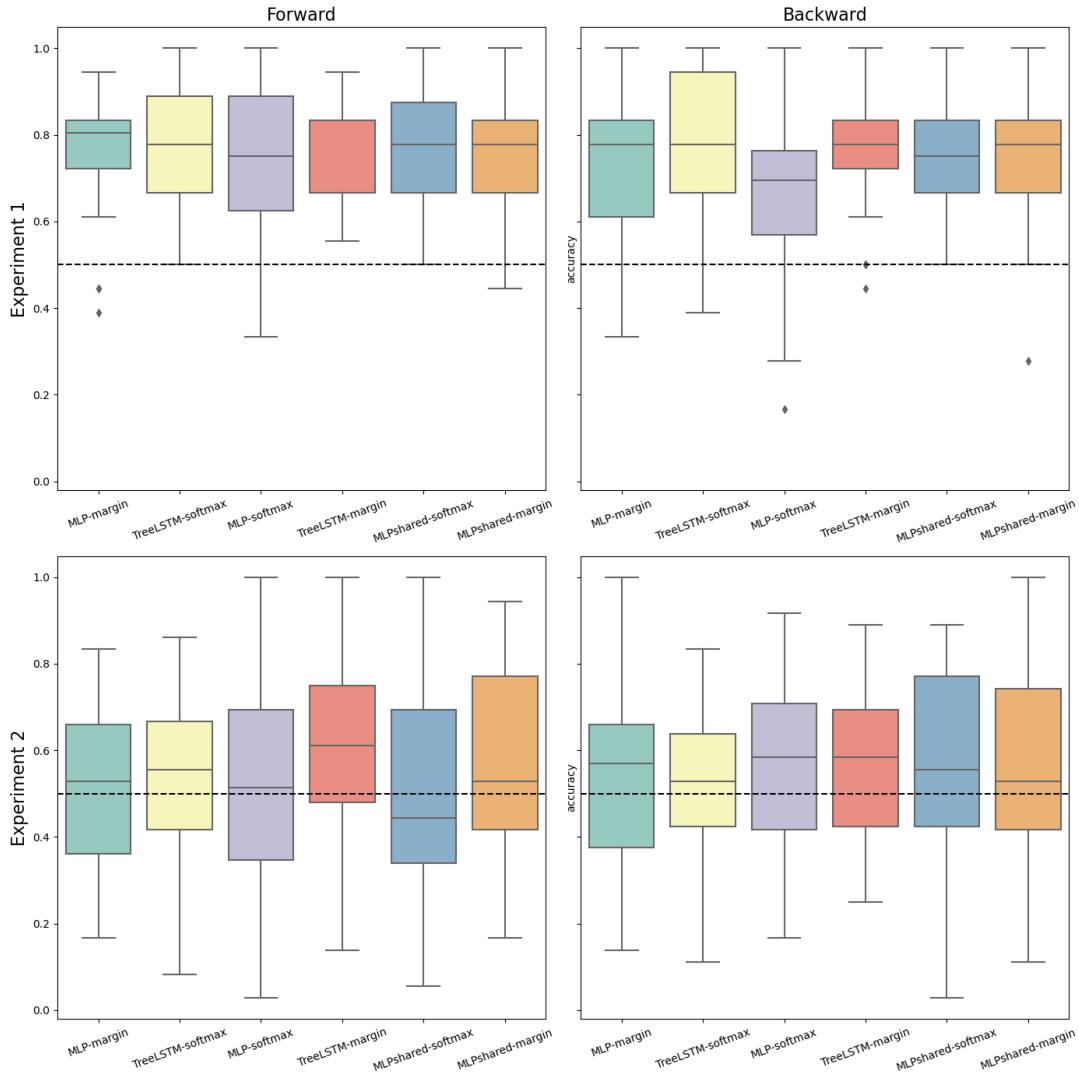 Forward
Backward
Experiment 1
1.0
0.8
0.6
0.4
0.2
0.0
accuracy
MLP-margin
TreeLSTM-softmax
MLP-softmax
TreeLSTM-margin
MLPshared-softmax
MLPshared-margin
MLP-margin
TreeLSTM-softmax
MLP-softmax
TreeLSTM-margin
MLPshared-softmax
MLPshared-margin
Experiment 2
1.0
0.8
0.6
0.4
0.2
0.0
accuracy
MLP-margin
TreeLSTM-softmax
MLP-softmax
TreeLSTM-margin
MLPshared-softmax
MLPshared-margin
MLP-margin
TreeLSTM-softmax
MLP-softmax
TreeLSTM-margin
MLPshared-softmax
MLPshared-margin